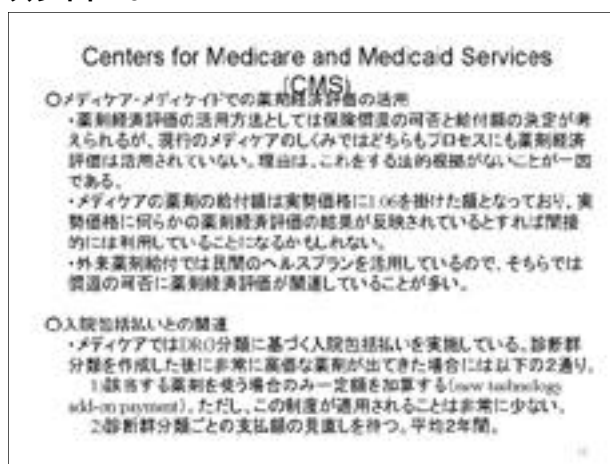 Centers for Medicare and Medicaid Services
(CMS)
○メディケア・メディケイドでの薬剤経済評価の活用
・薬剤経済評価の活用方法としては保険償還の可否と給付額の決定が考
えられるが、現行のメディケアのしくみではどちらもプロセスにも薬剤経済
評価は活用されていない。理由は、これをする法的根拠がないことが一因
である。
・メディケアの薬剤の給付額は実勢価格に1.06を掛けた額となっており、実
勢価格に何らかの薬剤経済評価の結果が反映されているとすれば間接
的には利用していることになるかもしれない。
・外来薬剤給付では民間のヘルスプランを活用しているので、そちらでは
償還の可否に薬剤経済評価が関連していることが多い。
○入院包括払いとの関連
・メディケアではDRG分類に基づく入院包括払いを実施している。診断群
分類を作成した後に非常に高価な薬剤が出てきた場合には以下の2通り。
1)該当する薬剤を使う場合のみ一定額を加算する(new technology
add-on payment)。ただし、この制度が適用されることは非常に少ない。
2)診断群分類ごとの支払額の見直しを待つ。平均2年間。